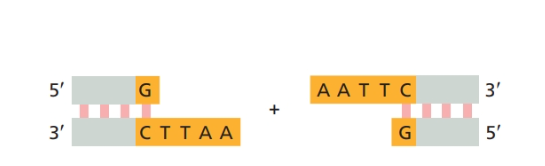 5′ G + A A T T C 3′
3′ C T T A A G 5′